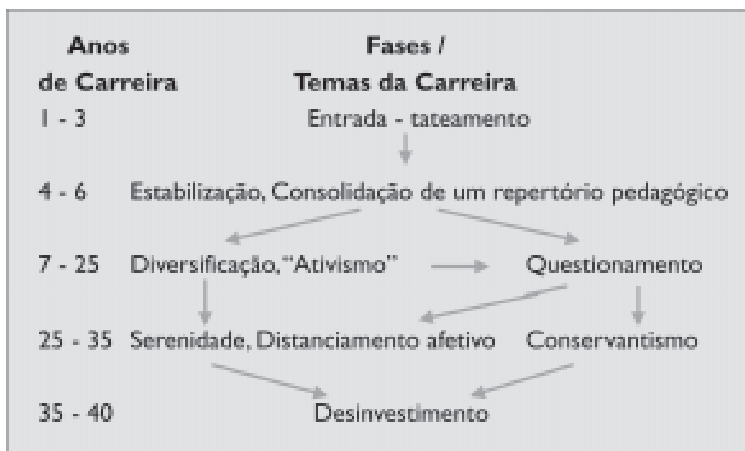 Anos Fases /
de Carreira Temas da Carreira
1 - 3 Entrada - tateamento
4 - 6 Estabilização, Consolidação de um repertório pedagógico
7 - 25 Diversificação, “Ativismo” Questionamento
25 - 35 Serenidade, Distanciamento afetivo Conservantismo
35 - 40 Desinvestimento